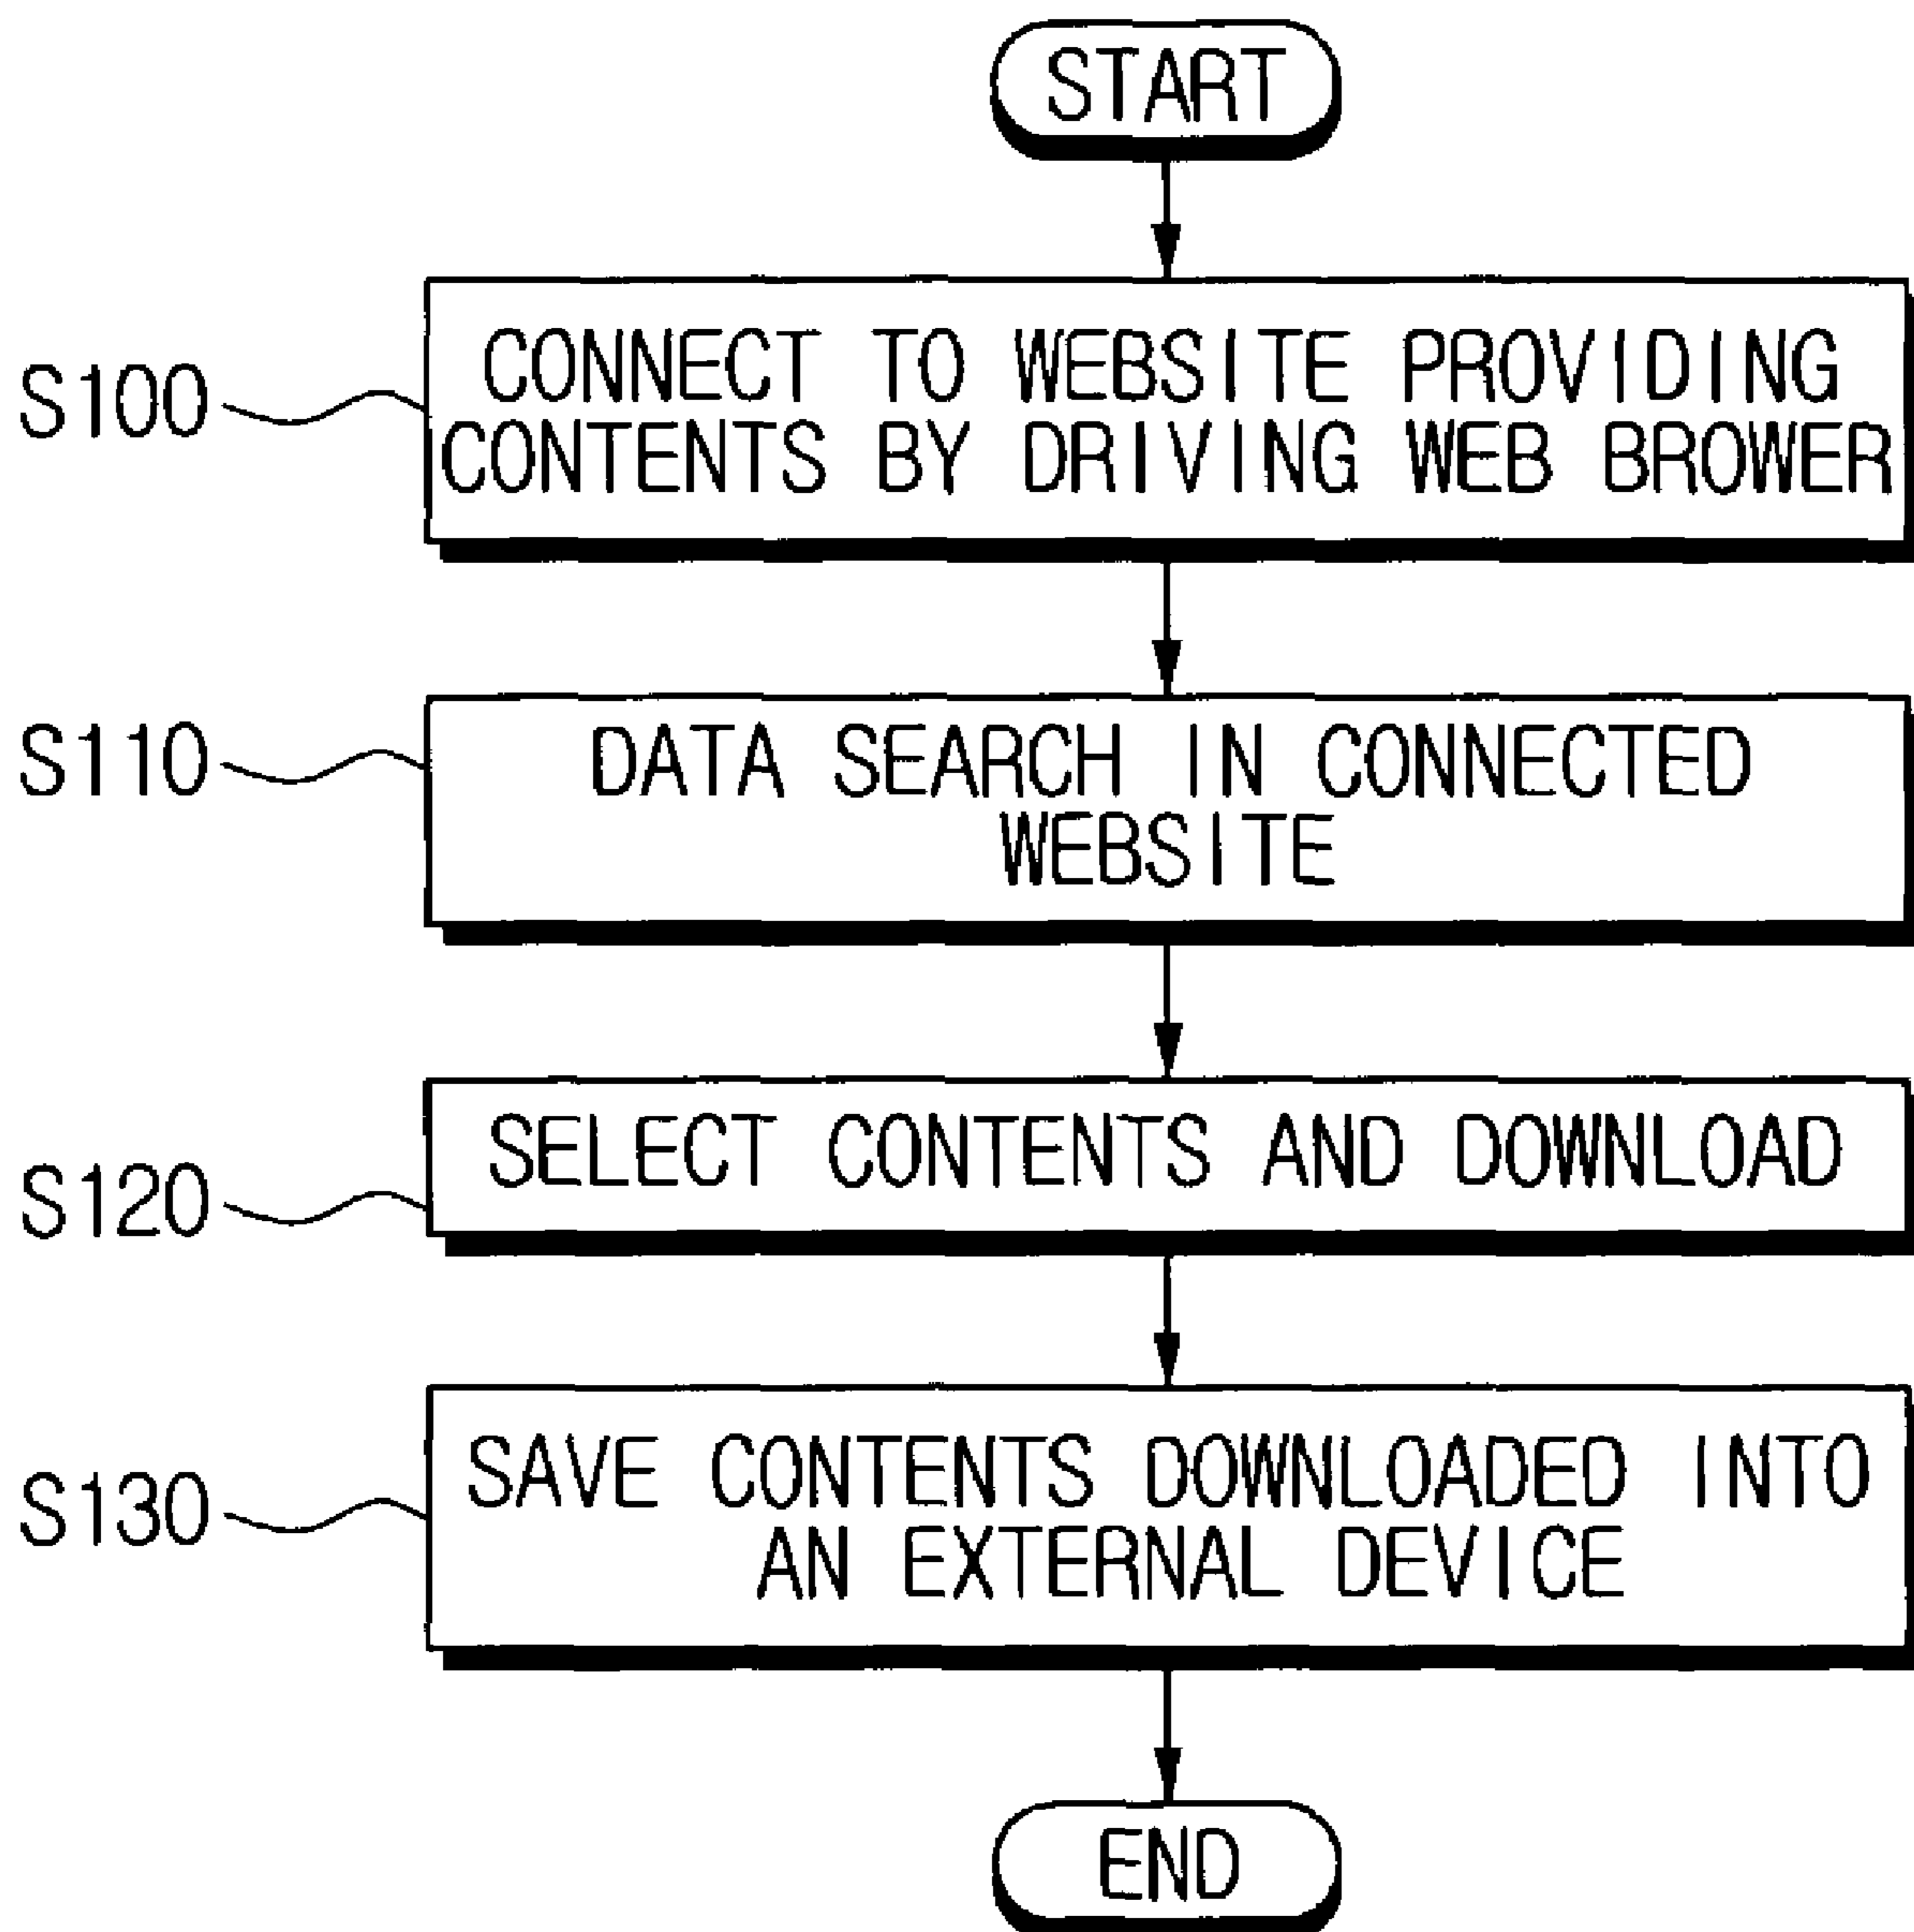 START
S100
CONNECT TO WEBSITE PROVIDING
CONTENTS BY DRIVING WEB BROWER
S110
DATA SEARCH IN CONNECTED
WEBSITE
S120
SELECT CONTENTS AND DOWNLOAD
S130
SAVE CONTENTS DOWNLOADED INTO
AN EXTERNAL DEVICE
END